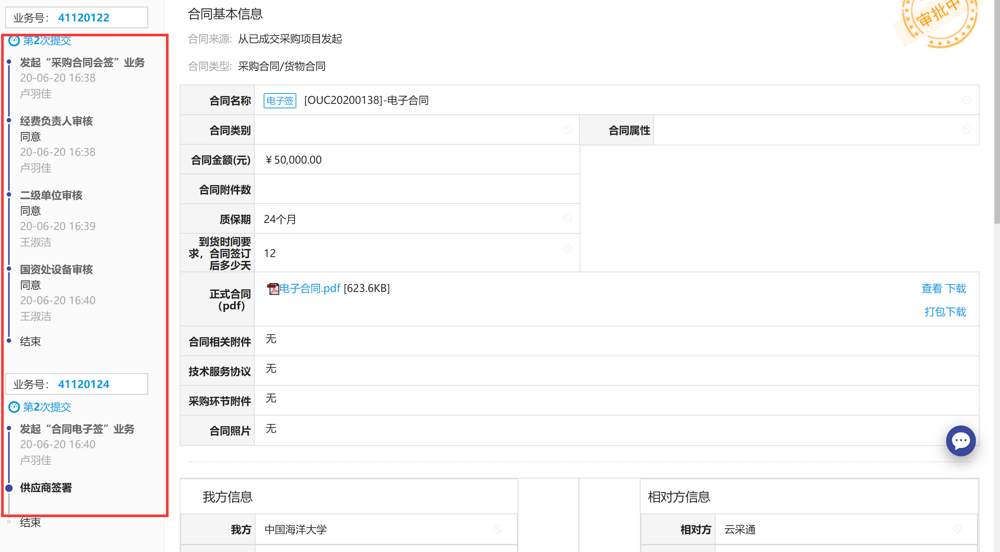 业务号： 41120122
第2次提交
发起“采购合同会签”业务
20-06-20 16:38
卢羽佳
经费负责人审核
同意
20-06-20 16:38
卢羽佳
二级单位审核
同意
20-06-20 16:39
王淑洁
国资处设备审核
同意
20-06-20 16:40
王淑洁
结束
业务号： 41120124
第2次提交
发起“合同电子签”业务
20-06-20 16:40
卢羽佳
供应商签署
结束
合同基本信息
审批中
合同来源: 从已成交采购项目发起
合同类型: 采购合同/货物合同
合同名称 电子签 [OUC20200138]-电子合同
合同类别 合同属性
合同金额(元) ¥ 50,000.00
合同附件数
质保期 24个月
到货时间要
求，合同签订
后多少天 12
正式合同
（pdf） 电子合同.pdf [623.6KB] 查看 下载
打包下载
合同相关附件 无
技术服务协议 无
采购环节附件 无
合同照片 无
我方信息 相对方信息
我方 中国海洋大学 相对方 云采通